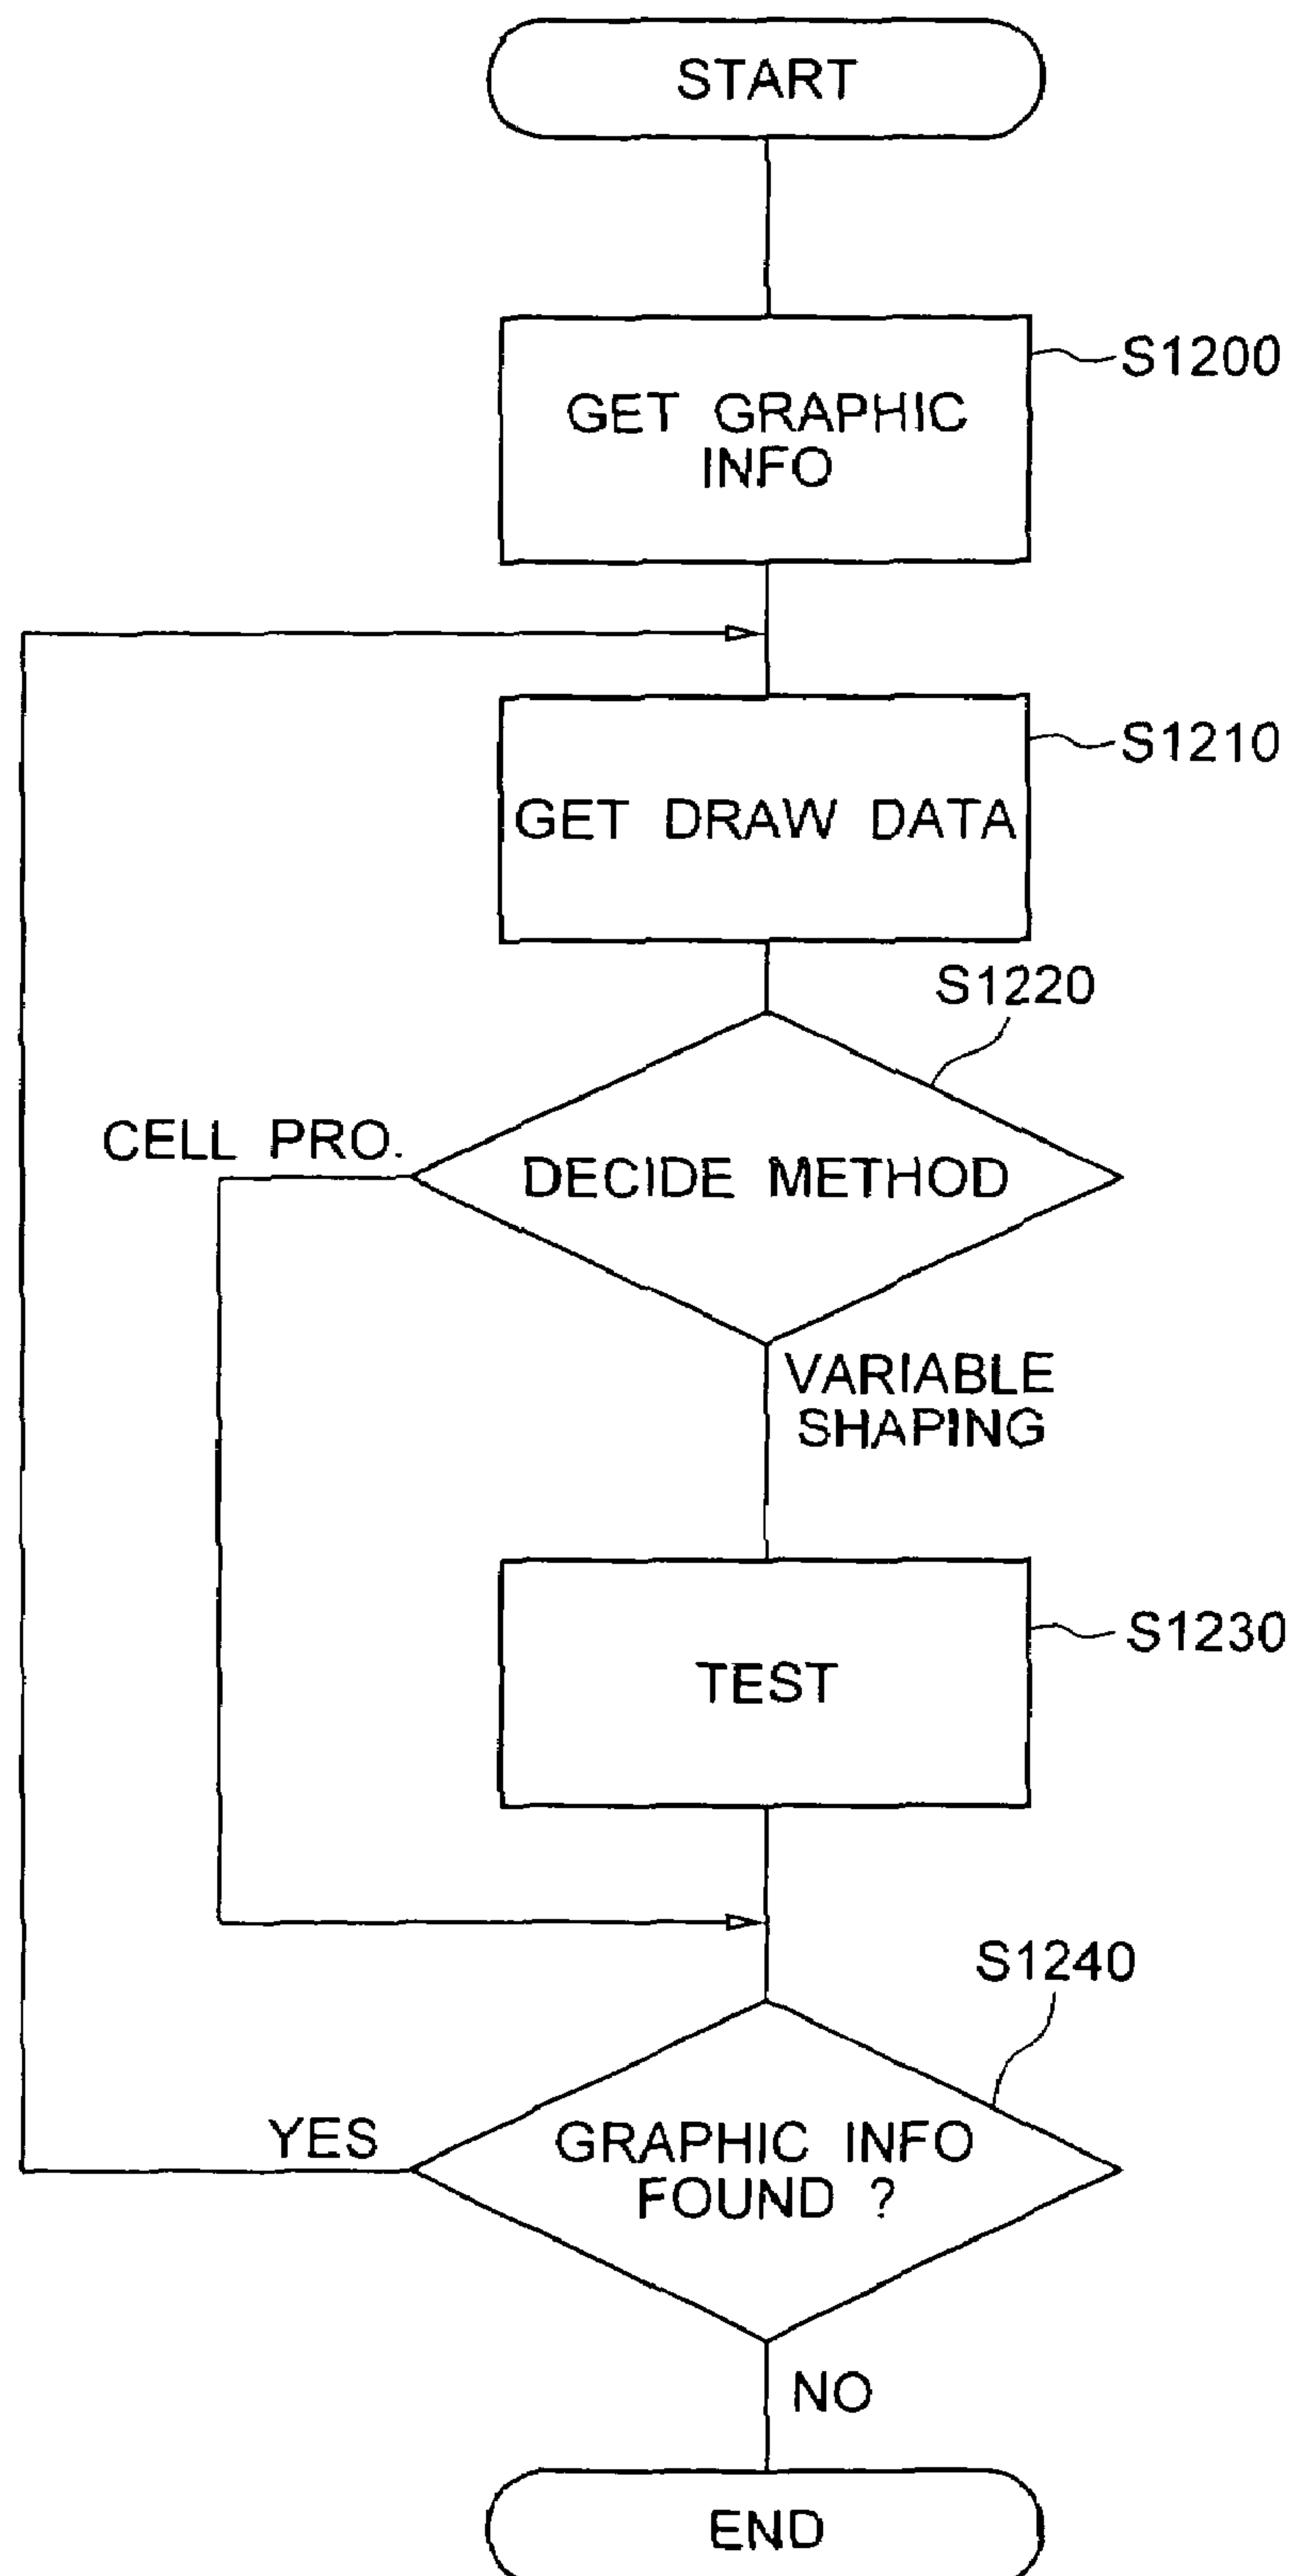 START
S1200
GET GRAPHIC
INFO
S1210
GET DRAW DATA
S1220
CELL PRO.
DECIDE METHOD
VARIABLE
SHAPING
S1230
TEST
S1240
YES
GRAPHIC INFO
FOUND ?
NO
END